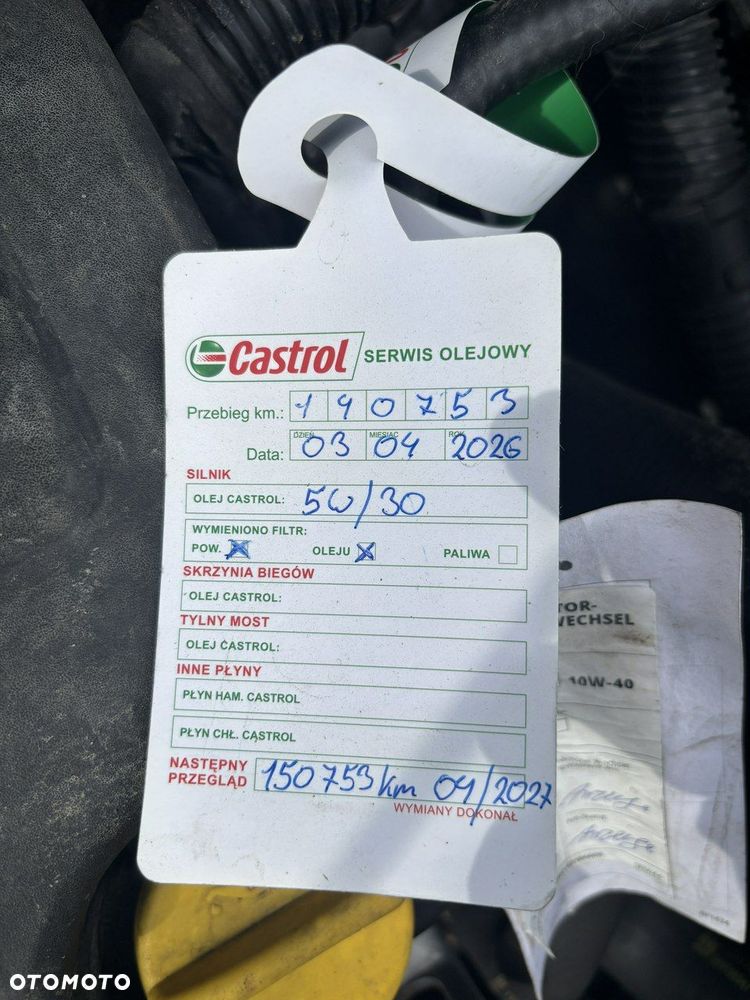 Castrol SERWIS OLEJOWY
Przebieg km.: 140753
DZIEŃ MIESIĄC ROK
Data: 03 04 2026
SILNIK
OLEJ CASTROL: 5W/30
WYMIENIONO FILTR:
POW. X OLEJU X PALIWA
SKRZYNIA BIEGÓW
OLEJ CASTROL:
TYLNY MOST
OLEJ CASTROL:
INNE PŁYNY
PŁYN HAM. CASTROL
PŁYN CHŁ. CASTROL
NASTĘPNY PRZEGLĄD 150753km 04/2027
WYMIANY DOKONAŁ
TOR-
WECHSEL
10W-40
OTOMOTO